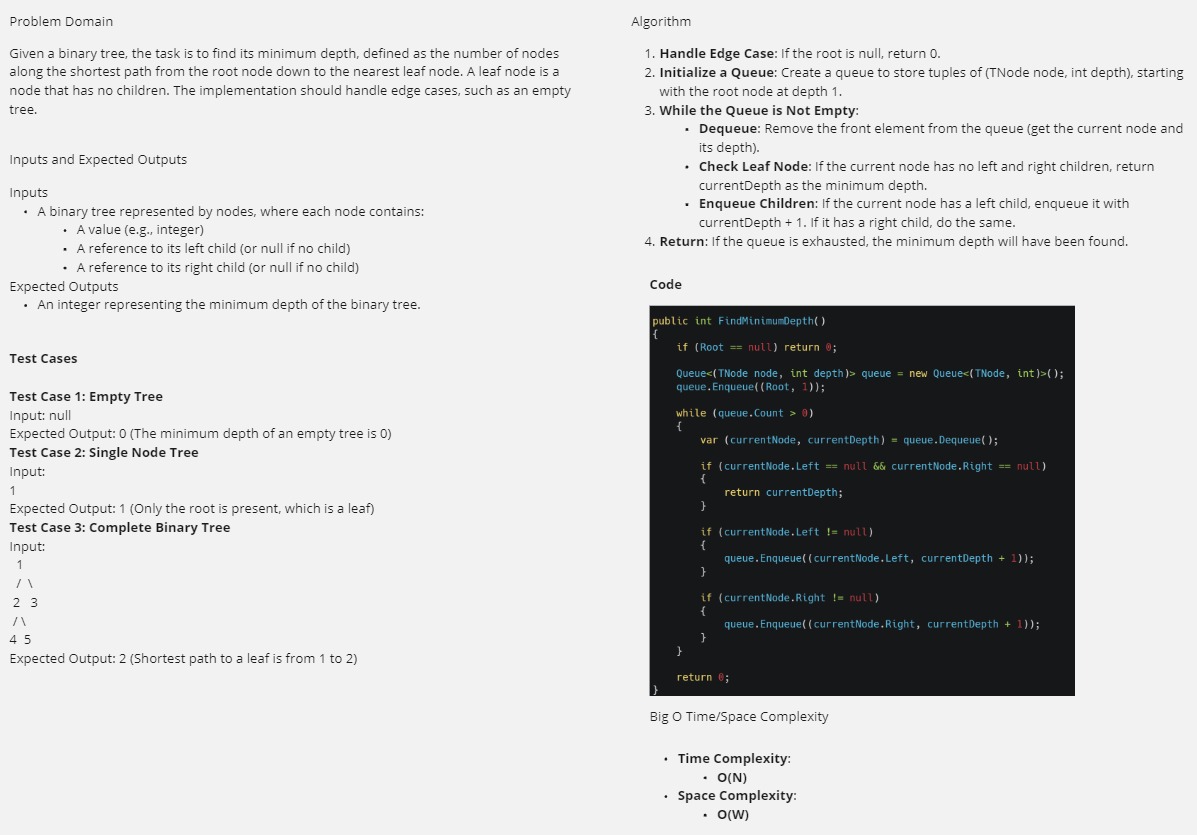 Problem Domain
Given a binary tree, the task is to find its minimum depth, defined as the number of nodes
along the shortest path from the root node down to the nearest leaf node. A leaf node is a
node that has no children. The implementation should handle edge cases, such as an empty
tree.
Inputs and Expected Outputs
Inputs
• A binary tree represented by nodes, where each node contains:
• A value (e.g., integer)
• A reference to its left child (or null if no child)
• A reference to its right child (or null if no child)
Expected Outputs
• An integer representing the minimum depth of the binary tree.
Test Cases
Test Case 1: Empty Tree
Input: null
Expected Output: 0 (The minimum depth of an empty tree is 0)
Test Case 2: Single Node Tree
Input:
1
Expected Output: 1 (Only the root is present, which is a leaf)
Test Case 3: Complete Binary Tree
Input:
1
/ \
2 3
/ \
4 5
Expected Output: 2 (Shortest path to a leaf is from 1 to 2)
Algorithm
1. Handle Edge Case: If the root is null, return 0.
2. Initialize a Queue: Create a queue to store tuples of (TNode node, int depth), starting
with the root node at depth 1.
3. While the Queue is Not Empty:
• Dequeue: Remove the front element from the queue (get the current node and
its depth).
• Check Leaf Node: If the current node has no left and right children, return
currentDepth as the minimum depth.
• Enqueue Children: If the current node has a left child, enqueue it with
currentDepth + 1. If it has a right child, do the same.
4. Return: If the queue is exhausted, the minimum depth will have been found.
Code
public int FindMinimumDepth()
{
if (Root == null) return 0;
Queue<(TNode node, int depth)> queue = new Queue<(TNode, int)>();
queue.Enqueue((Root, 1));
while (queue.Count > 0)
{
var (currentNode, currentDepth) = queue.Dequeue();
if (currentNode.Left == null && currentNode.Right == null)
{
return currentDepth;
}
if (currentNode.Left != null)
{
queue.Enqueue((currentNode.Left, currentDepth + 1));
}
if (currentNode.Right != null)
{
queue.Enqueue((currentNode.Right, currentDepth + 1));
}
}
return 0;
}
Big O Time/Space Complexity
• Time Complexity:
• O(N)
• Space Complexity:
• O(W)